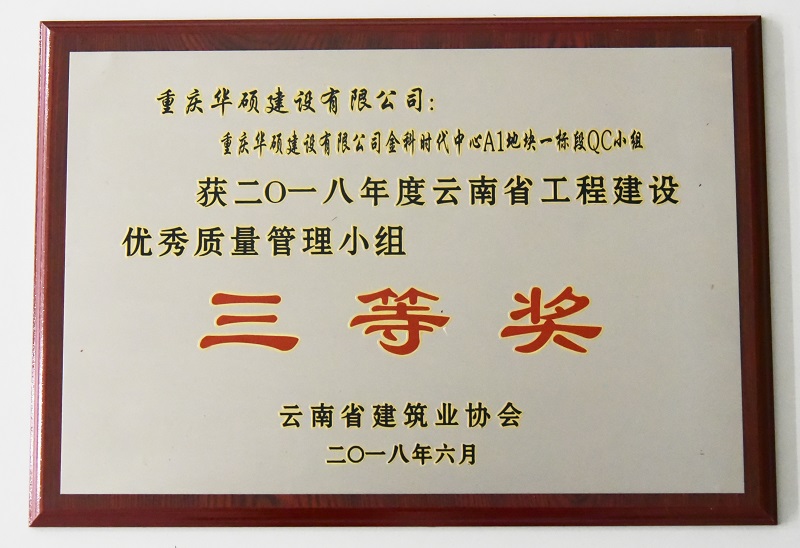 重庆华硕建设有限公司：
重庆华硕建设有限公司金科时代中心A1地块一标段QC小组
获二〇一八年度云南省工程建设
优秀质量管理小组
三等奖
云南省建筑业协会
二〇一八年六月